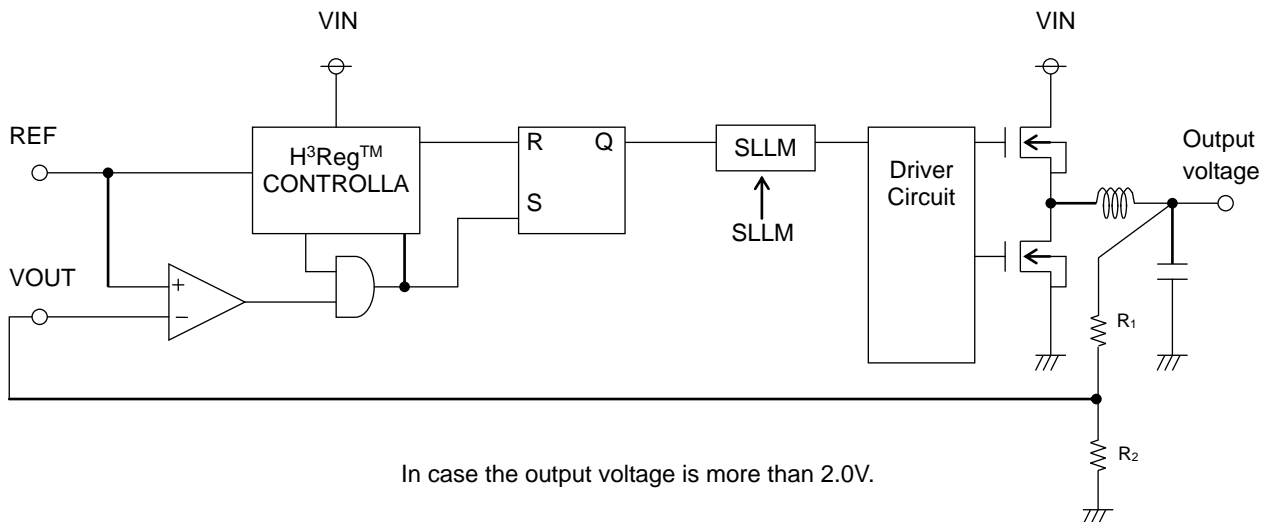 VIN
VIN
REF
H³Reg™
CONTROLLA
R
Q
S
SLLM
SLLM
Driver
Circuit
Output
voltage
VOUT
+
−
R₁
R₂
In case the output voltage is more than 2.0V.